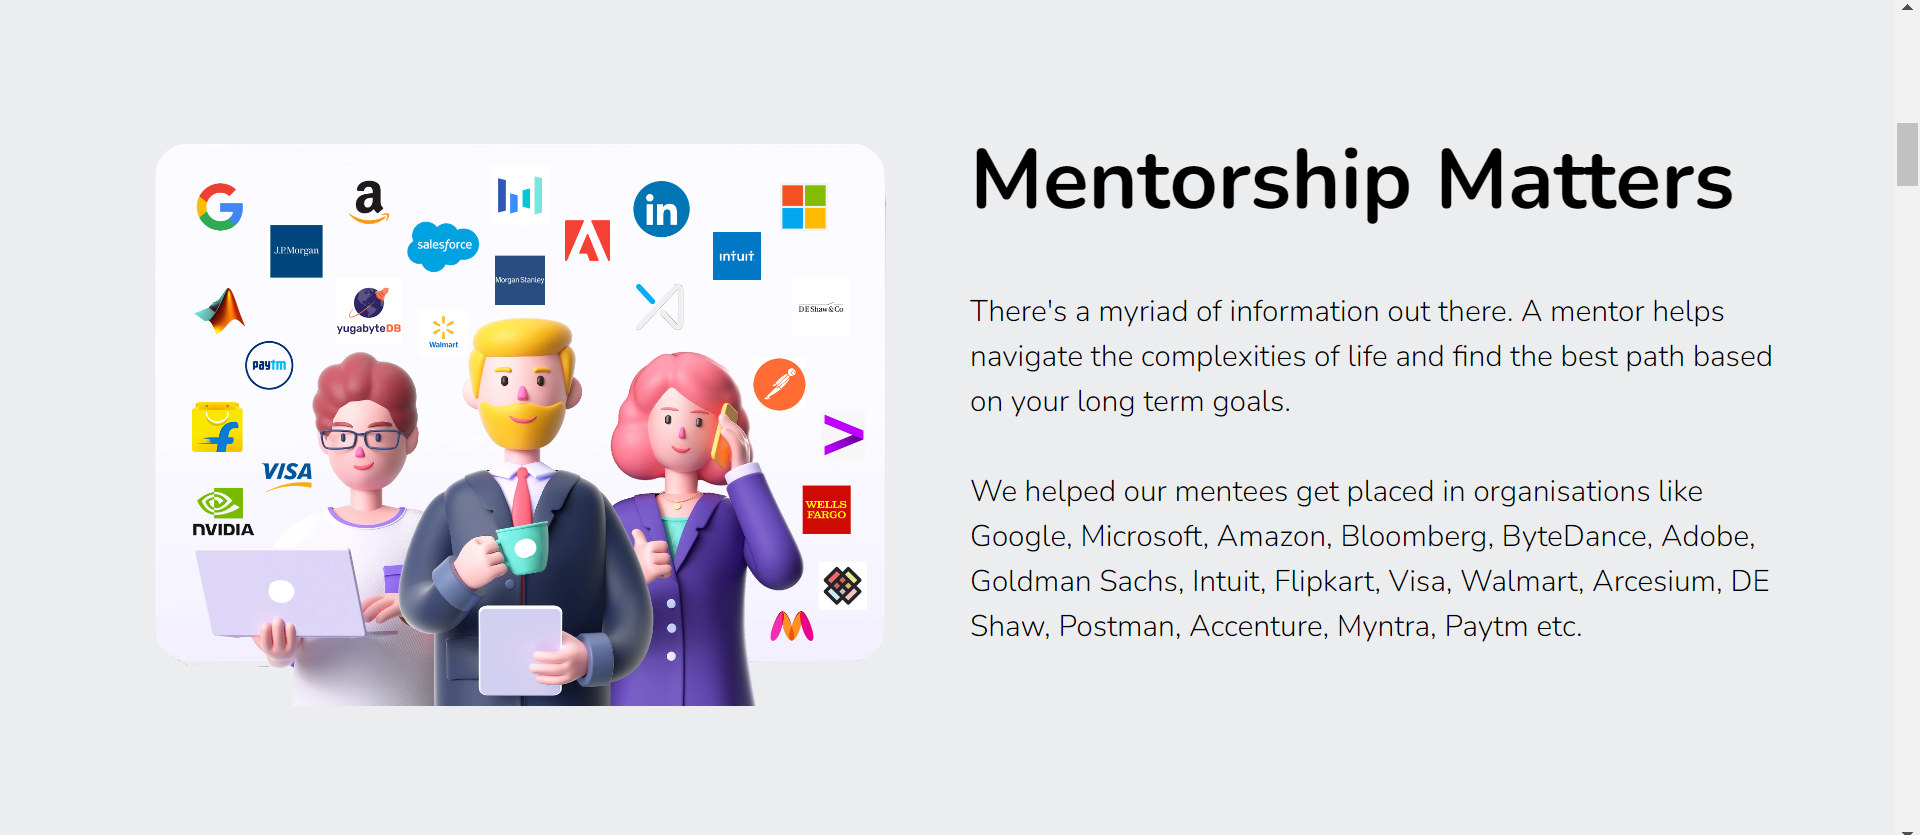 Mentorship Matters
There's a myriad of information out there. A mentor helps
navigate the complexities of life and find the best path based
on your long term goals.
We helped our mentees get placed in organisations like
Google, Microsoft, Amazon, Bloomberg, ByteDance, Adobe,
Goldman Sachs, Intuit, Flipkart, Visa, Walmart, Arcesium, DE
Shaw, Postman, Accenture, Myntra, Paytm etc.
G
a
in
J.P.Morgan
salesforce
intuit
Morgan Stanley
DE Shaw & Co
yugabyteDB
Walmart
paytm
f
VISA
WELLS
FARGO
NVIDIA